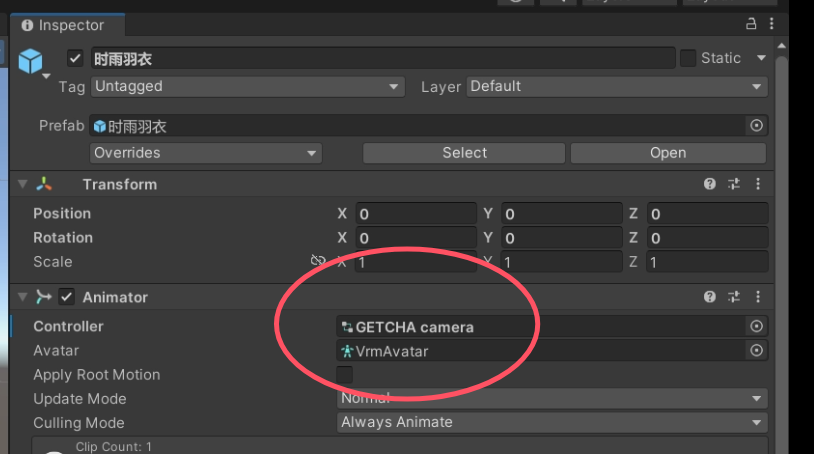 Inspector
时雨羽衣
Static
Tag Untagged Layer Default
Prefab 时雨羽衣
Overrides Select Open
Transform
Position X 0 Y 0 Z 0
Rotation X 0 Y 0 Z 0
Scale X 1 Y 1 Z 1
Animator
Controller GETCHA camera
Avatar VrmAvatar
Apply Root Motion
Update Mode Normal
Culling Mode Always Animate
Clip Count: 1